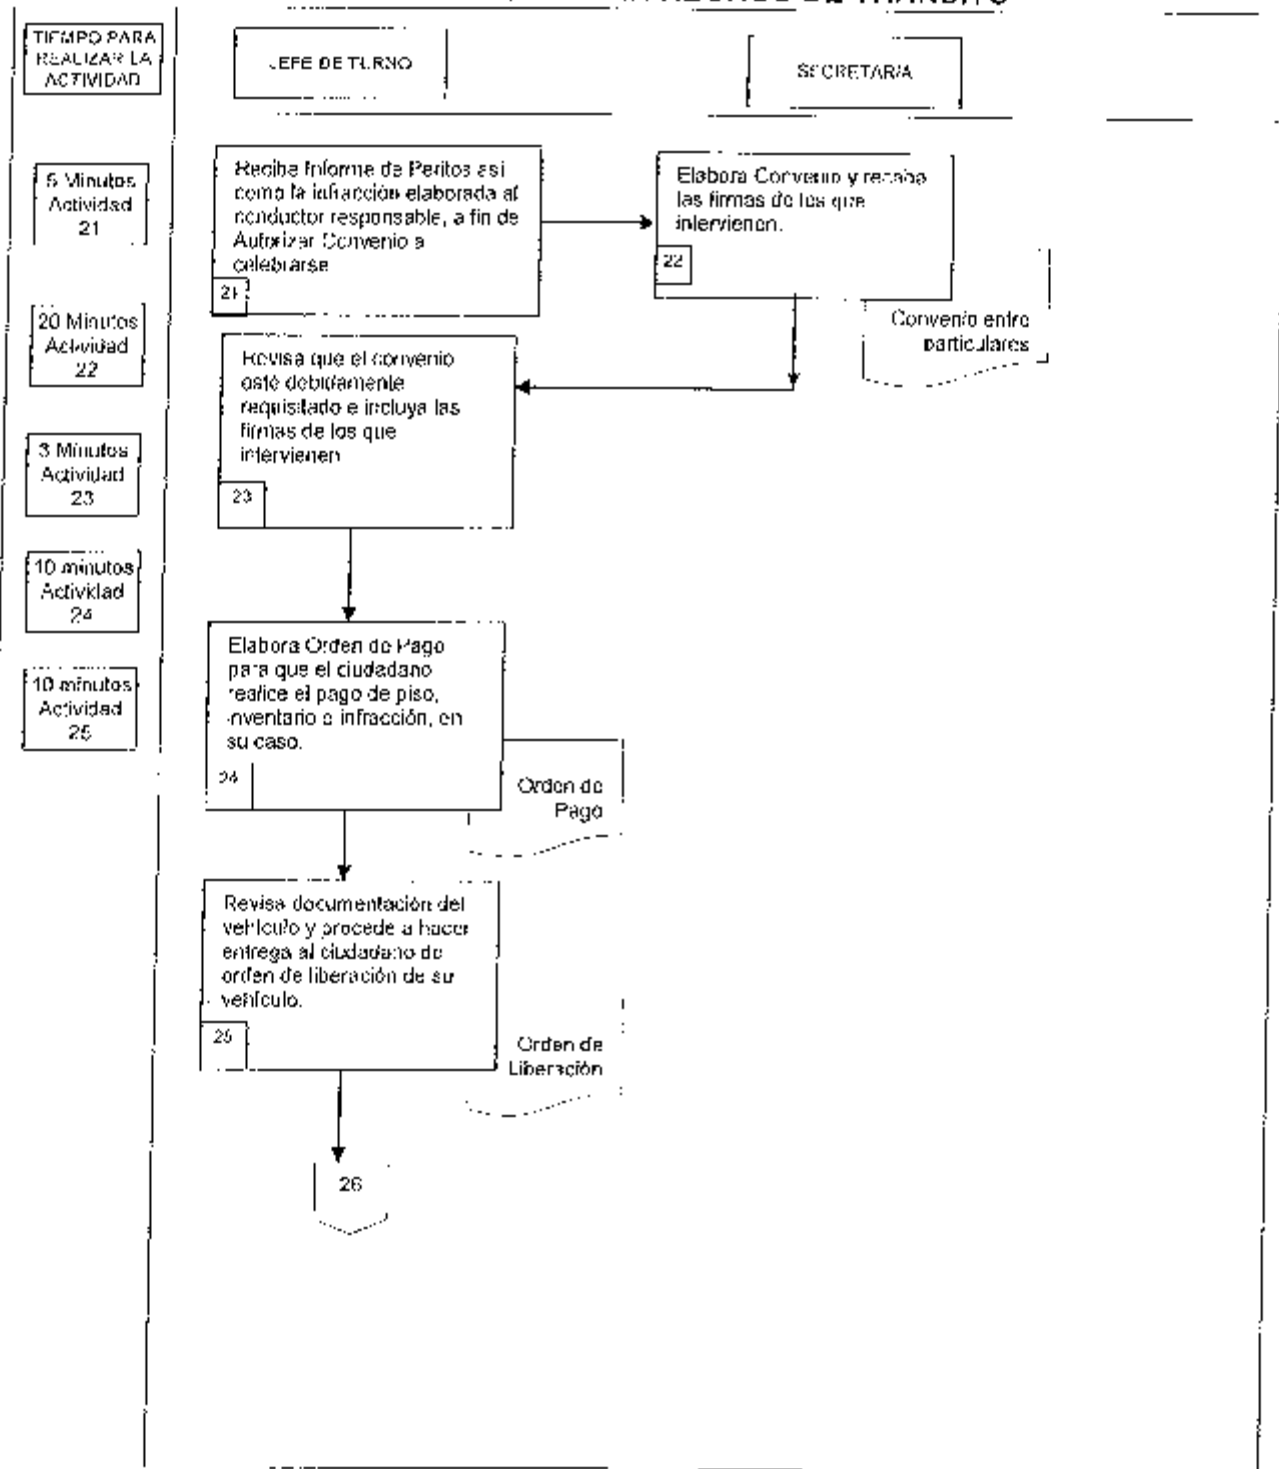 HECHOS DE TRÁNSITO
TIEMPO PARA
REALIZAR LA
ACTIVIDAD
JEFE DE TURNO
SECRETARIA
5 Minutos
Actividad
21
Recibe Informe de Peritos así
como la infracción elaborada al
conductor responsable, a fin de
Autorizar Convenio a
celebrarse
21
Elabora Convenio y recaba
las firmas de los que
intervienen.
22
Convenio entre
particulares
20 Minutos
Actividad
22
Revisa que el convenio
esté debidamente
requisitado e incluya las
firmas de los que
intervienen
23
3 Minutos
Actividad
23
10 minutos
Actividad
24
Elabora Orden de Pago
para que el ciudadano
realice el pago de piso,
inventario e infracción, en
su caso.
24
Orden de
Pago
10 minutos
Actividad
25
Revisa documentación del
vehículo y procede a hacer
entrega al ciudadano de
orden de liberación de su
vehículo.
25
Orden de
Liberación
26